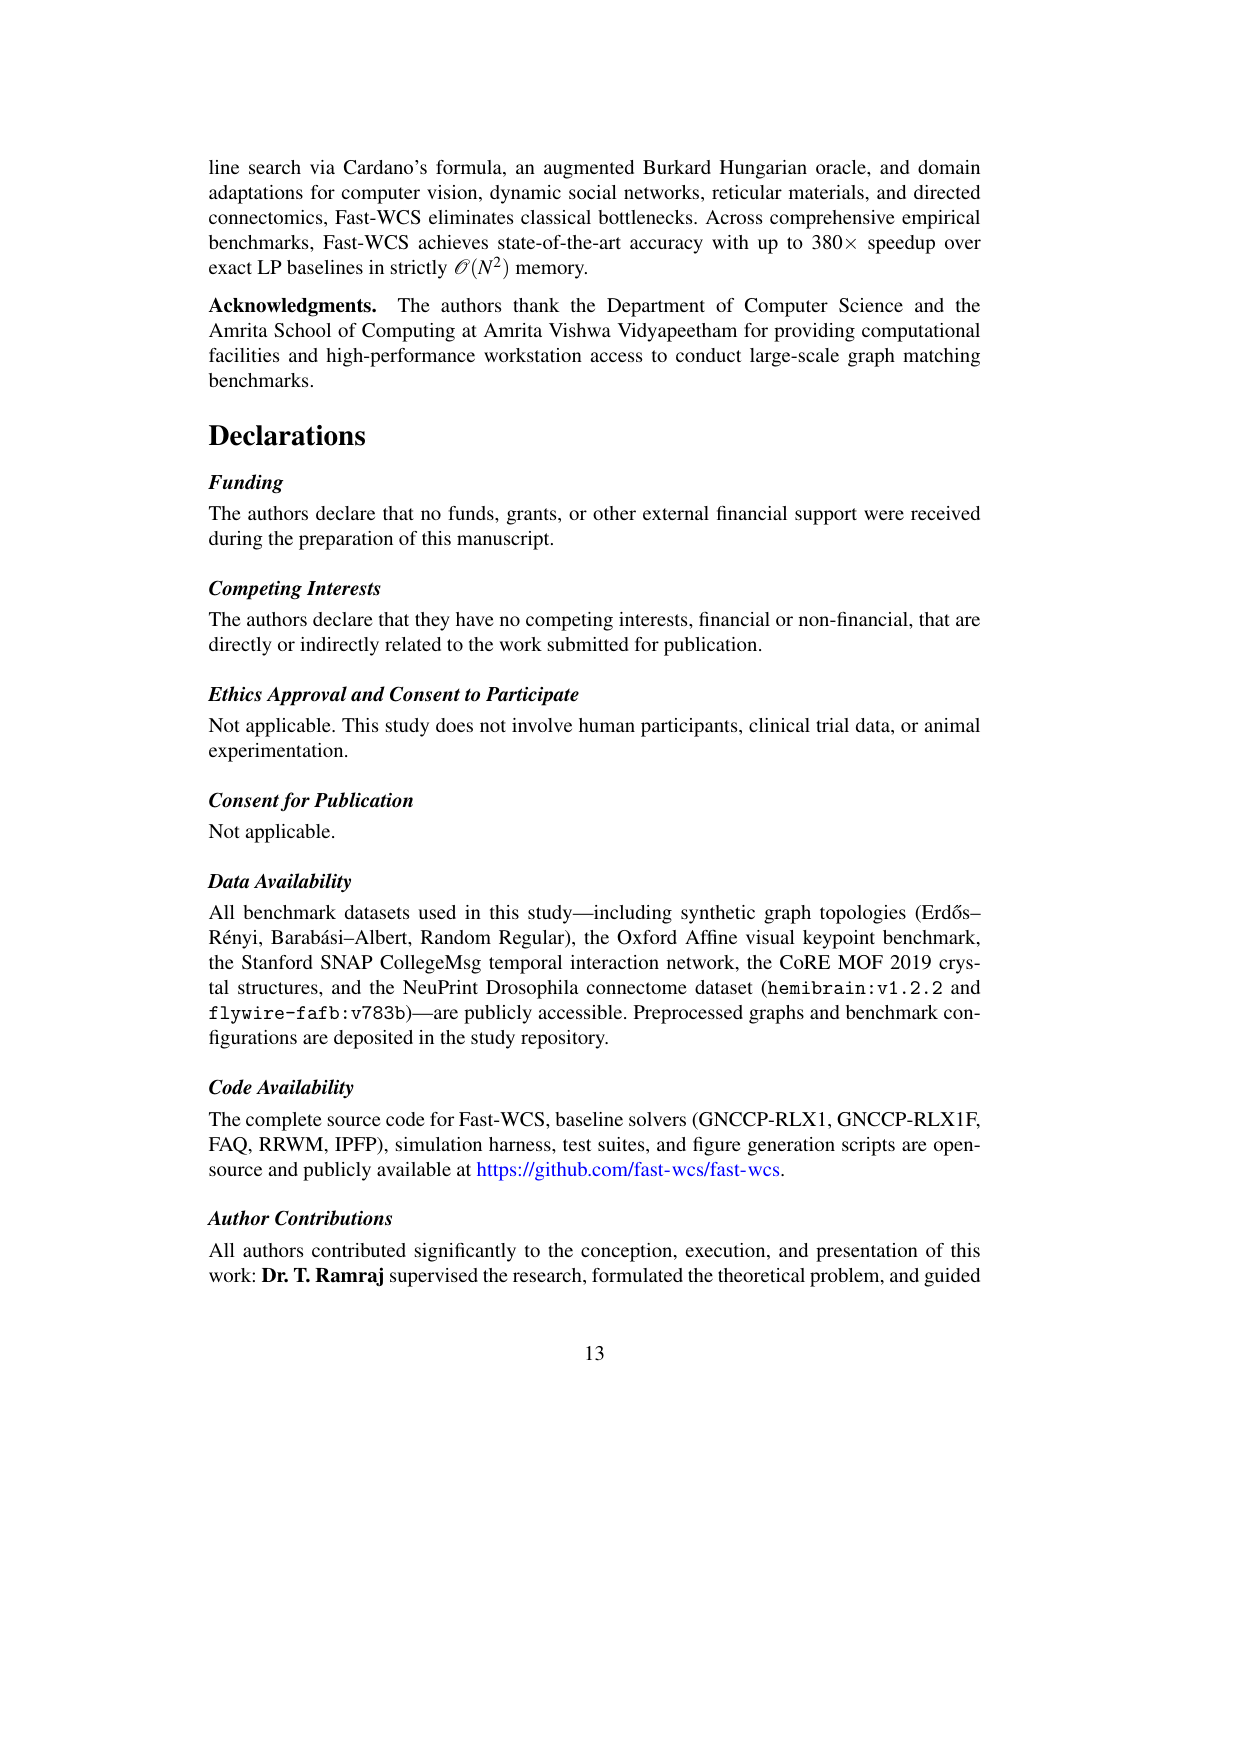 line search via Cardano's formula, an augmented Burkard Hungarian oracle, and domain
adaptations for computer vision, dynamic social networks, reticular materials, and directed
connectomics, Fast-WCS eliminates classical bottlenecks. Across comprehensive empirical
benchmarks, Fast-WCS achieves state-of-the-art accuracy with up to 380× speedup over
exact LP baselines in strictly 𝒪(N²) memory.
Acknowledgments. The authors thank the Department of Computer Science and the
Amrita School of Computing at Amrita Vishwa Vidyapeetham for providing computational
facilities and high-performance workstation access to conduct large-scale graph matching
benchmarks.
Declarations
Funding
The authors declare that no funds, grants, or other external financial support were received
during the preparation of this manuscript.
Competing Interests
The authors declare that they have no competing interests, financial or non-financial, that are
directly or indirectly related to the work submitted for publication.
Ethics Approval and Consent to Participate
Not applicable. This study does not involve human participants, clinical trial data, or animal
experimentation.
Consent for Publication
Not applicable.
Data Availability
All benchmark datasets used in this study—including synthetic graph topologies (Erdős–
Rényi, Barabási–Albert, Random Regular), the Oxford Affine visual keypoint benchmark,
the Stanford SNAP CollegeMsg temporal interaction network, the CoRE MOF 2019 crys-
tal structures, and the NeuPrint Drosophila connectome dataset (hemibrain:v1.2.2 and
flywire-fafb:v783b)—are publicly accessible. Preprocessed graphs and benchmark con-
figurations are deposited in the study repository.
Code Availability
The complete source code for Fast-WCS, baseline solvers (GNCCP-RLX1, GNCCP-RLX1F,
FAQ, RRWM, IPFP), simulation harness, test suites, and figure generation scripts are open-
source and publicly available at https://github.com/fast-wcs/fast-wcs.
Author Contributions
All authors contributed significantly to the conception, execution, and presentation of this
work: Dr. T. Ramraj supervised the research, formulated the theoretical problem, and guided
13